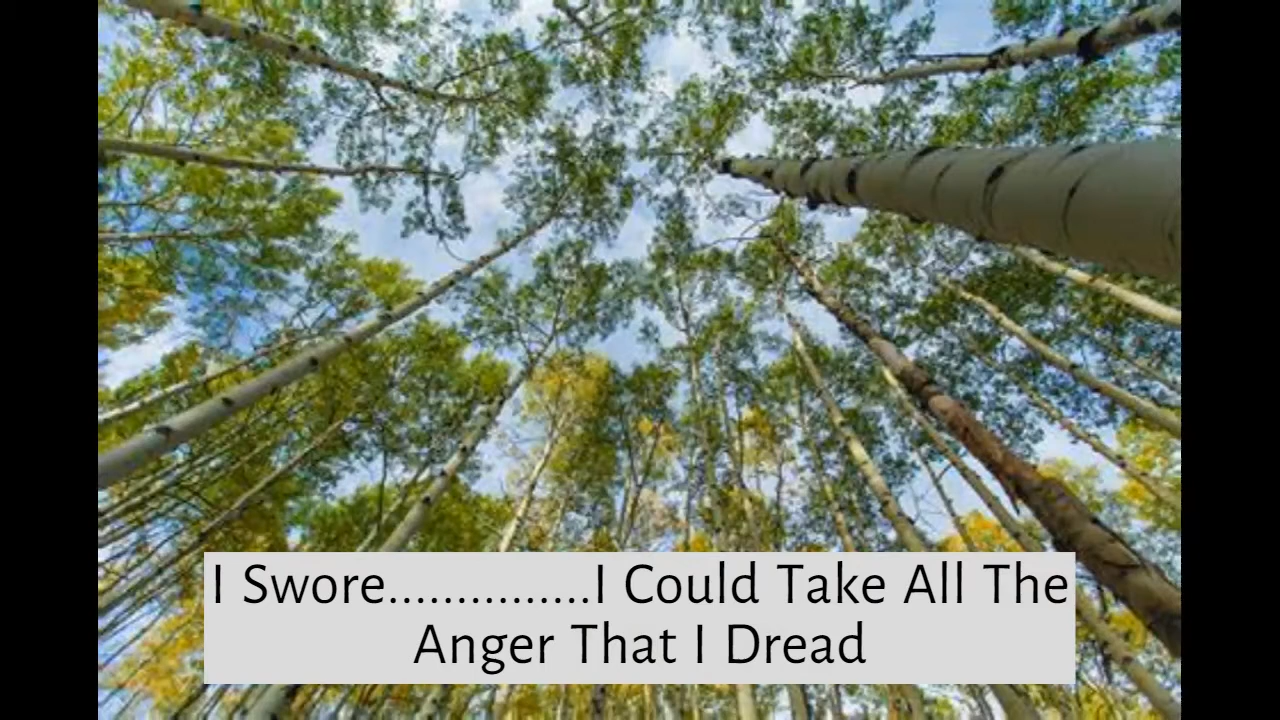 I Swore...............I Could Take All The
Anger That I Dread